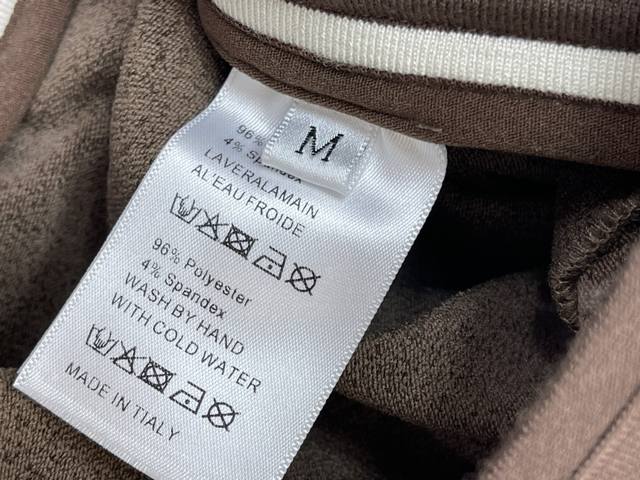 M
96%
4% Spandex
LAVERALAMAIN
AL'EAU FROIDE
96% Polyester
4% Spandex
WASH BY HAND
WITH COLD WATER
MADE IN TIALY